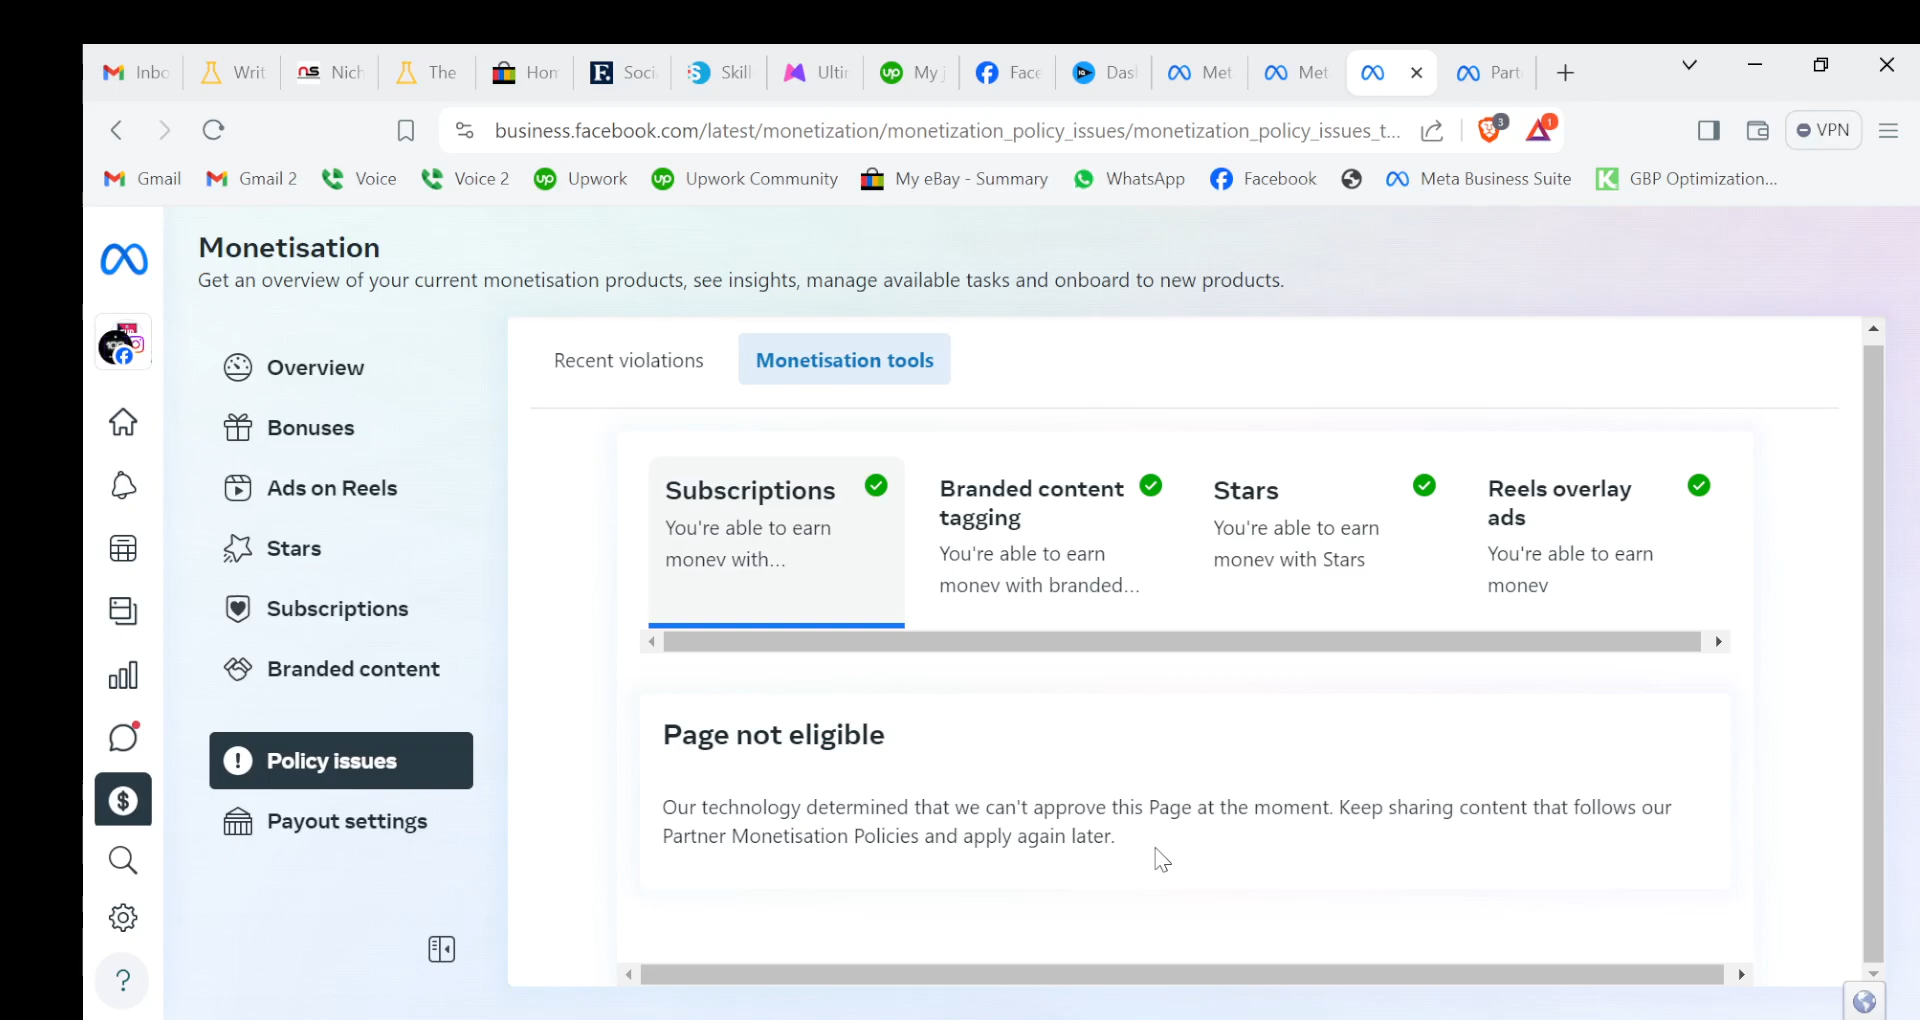 Inbo
Writ
ns Nich
The
Hom
F. Soci
S Skill
Ultir
up My j
Face
Dasl
Met
Met
Part
business.facebook.com/latest/monetization/monetization_policy_issues/monetization_policy_issues_t...
3
1
VPN
Gmail
Gmail 2
Voice
Voice 2
up Upwork
up Upwork Community
My eBay - Summary
WhatsApp
Facebook
Meta Business Suite
K GBP Optimization...
Monetisation
Get an overview of your current monetisation products, see insights, manage available tasks and onboard to new products.
Overview
Bonuses
Ads on Reels
Stars
Subscriptions
Branded content
Policy issues
Payout settings
Recent violations
Monetisation tools
Subscriptions
You're able to earn
money with...
Branded content
tagging
You're able to earn
money with branded...
Stars
You're able to earn
money with Stars
Reels overlay
ads
You're able to earn
money
Page not eligible
Our technology determined that we can't approve this Page at the moment. Keep sharing content that follows our
Partner Monetisation Policies and apply again later.